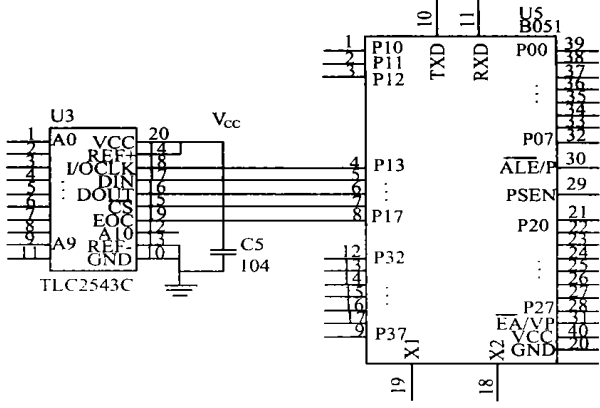 U3
1 A0 VCC 20
2 REF+ 14
3 I/OCLK 18
4 DIN 17
5 DOUT 16
6 CS 15
7 EOC 19
8 A10 12
9 A9 REF- 13
11 GND 10
TLC2543C
VCC
C5
104
10 11
U5
B051
TXD RXD
1 P10 P00 39
2 P11 38
3 P12 37
36
35
34
33
P07 32
4 P13 ALE/P 30
5
6 PSEN 29
7
8 P17 P20 21
22
23
12 P32 24
13 25
14 26
15 27
16 P27 28
17 EA/VP 31
9 P37 VCC 40
GND 20
X1 X2
19 18